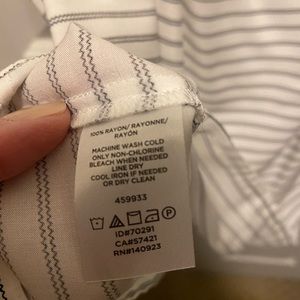 100% RAYON/RAYONNE/
RAYÓN
MACHINE WASH COLD
ONLY NON-CHLORINE
BLEACH WHEN NEEDED
LINE DRY
COOL IRON IF NEEDED
OR DRY CLEAN
459933
ID#70291
CA#57421
RN#140923